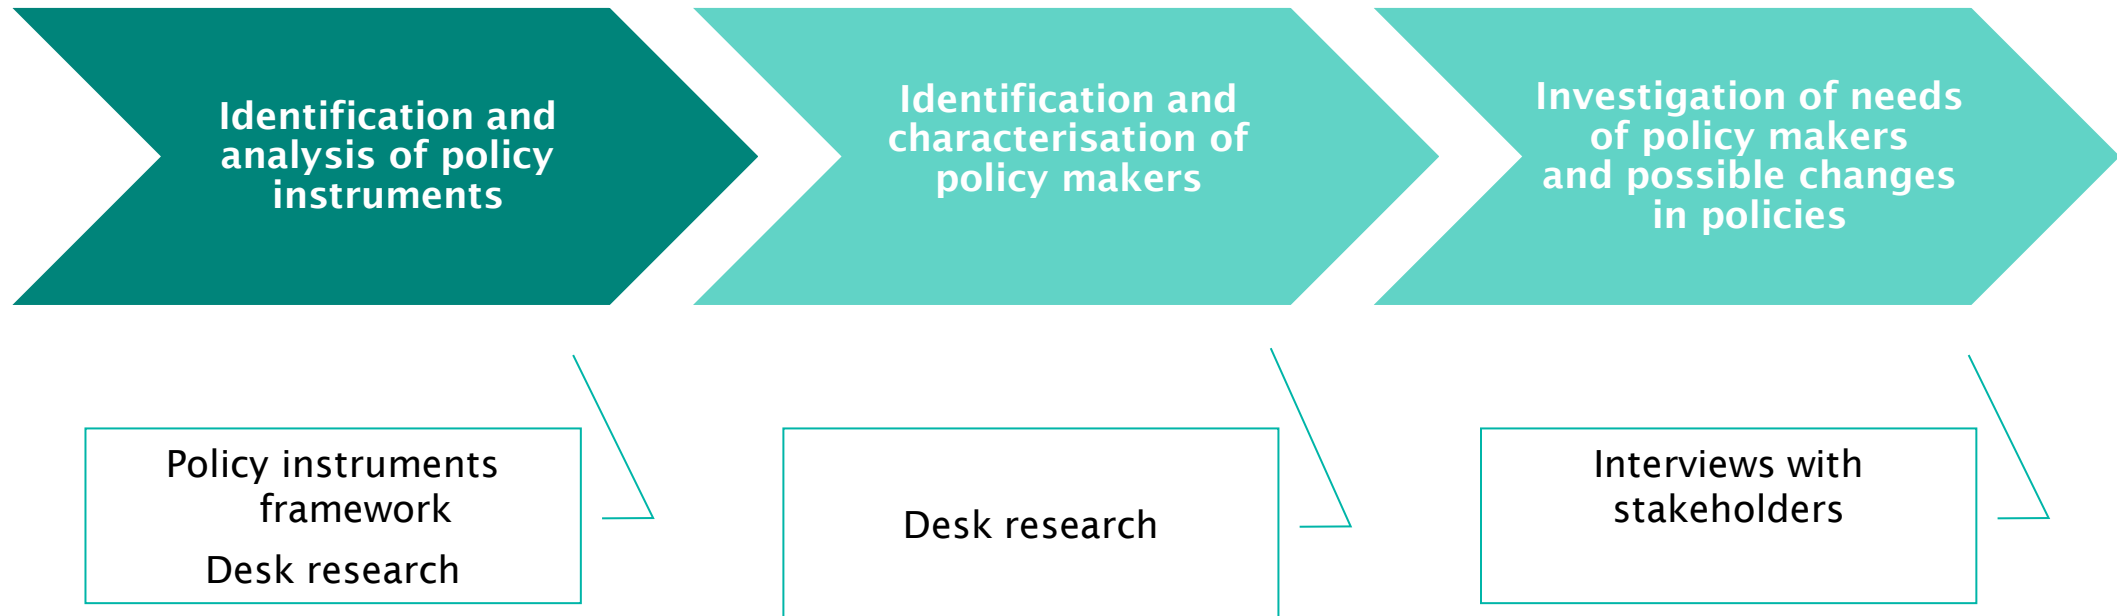 Identification and
analysis of policy
instruments
Identification and
characterisation of
policy makers
Investigation of needs
of policy makers
and possible changes
in policies
Policy instruments
framework
Desk research
Desk research
Interviews with
stakeholders